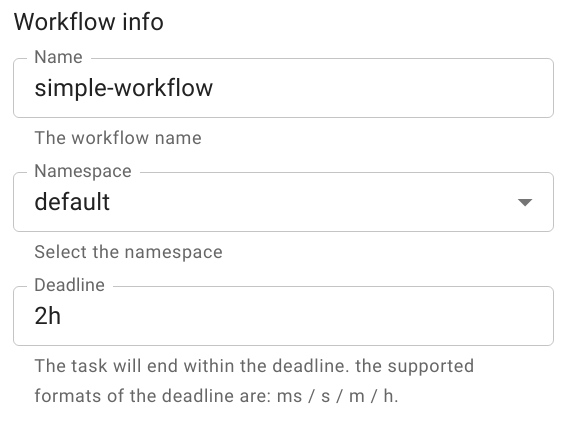 Workflow info
Name
simple-workflow
The workflow name
Namespace
default
Select the namespace
Deadline
2h
The task will end within the deadline. the supported
formats of the deadline are: ms / s / m / h.